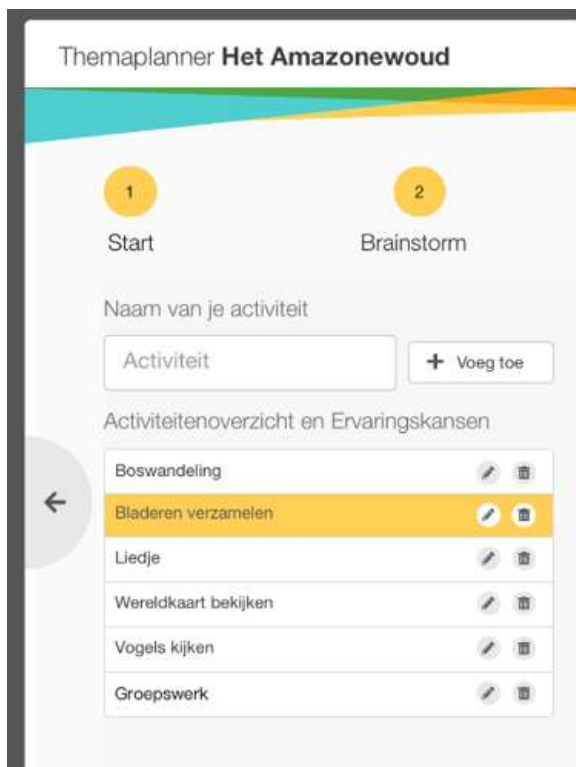 Themaplanner Het Amazonewoud
1 2
Start Brainstorm
Naam van je activiteit
Activiteit Voeg toe
Activiteitenoverzicht en Ervaringskansen
Boswandeling
Bladeren verzamelen
Liedje
Wereldkaart bekijken
Vogels kijken
Groepswerk